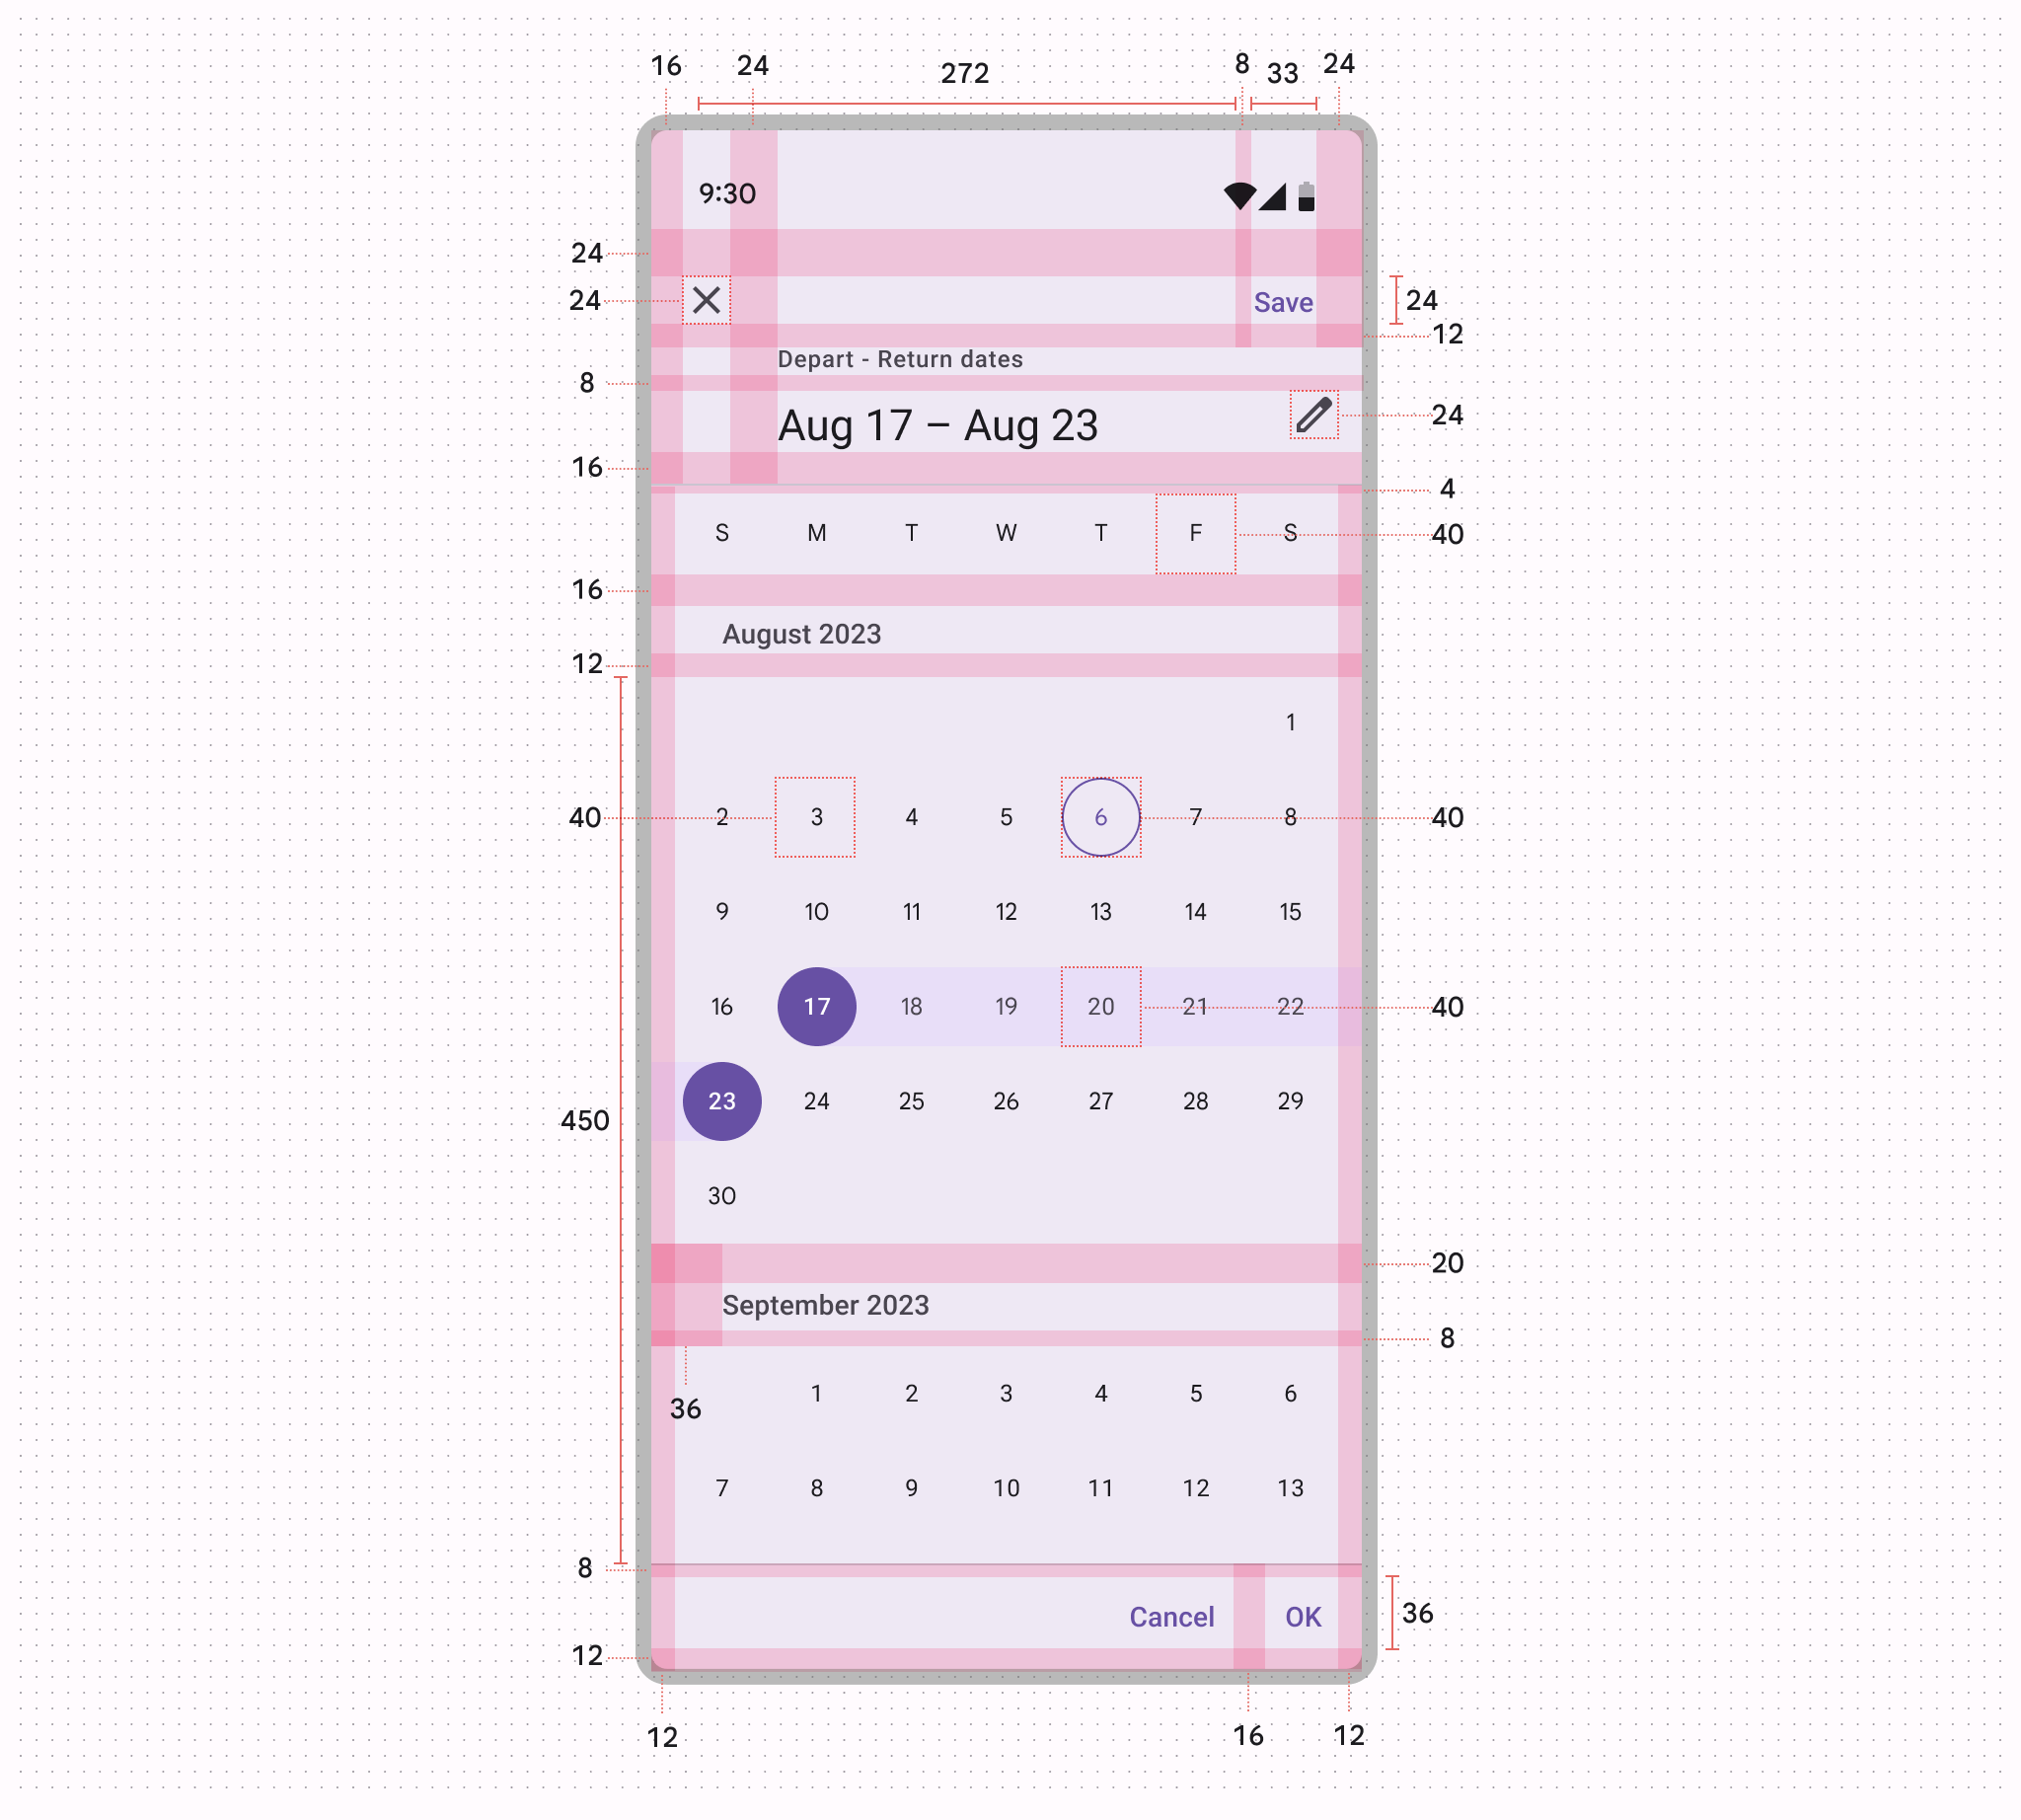 16 24 272 8 33 24
9:30
24
24 Save 24
12
Depart - Return dates
8
Aug 17 – Aug 23 24
16
4
S M T W T F S 40
16
August 2023
12
1
40 2 3 4 5 6 7 8 40
9 10 11 12 13 14 15
16 17 18 19 20 21 22 40
23 24 25 26 27 28 29
450
30
20
September 2023
8
1 2 3 4 5 6
36
7 8 9 10 11 12 13
8
Cancel OK 36
12
12 16 12